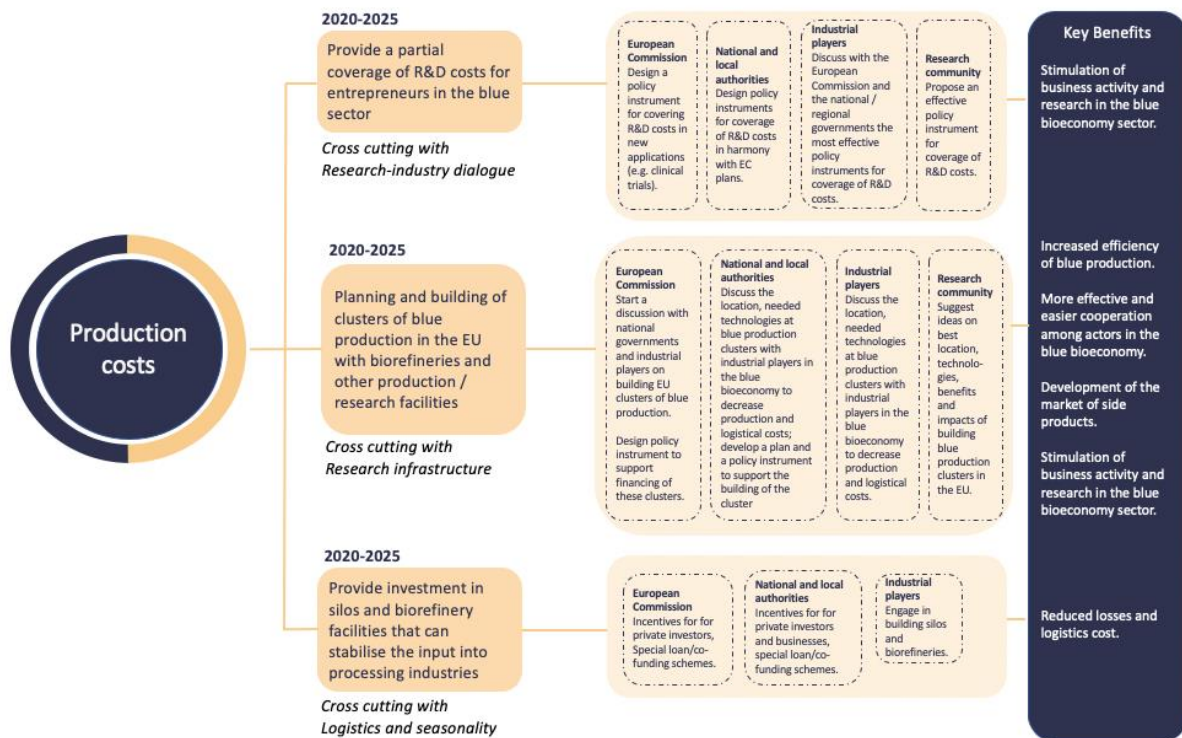 Production
costs
2020-2025
Provide a partial
coverage of R&D costs for
entrepreneurs in the blue
sector
Cross cutting with
Research-industry dialogue
European
Commission
Design a
policy
instrument
for covering
R&D costs in
new
applications
(e.g. clinical
trials).
National and
local
authorities
Design policy
instruments
for coverage
of R&D costs
in harmony
with EC
plans.
Industrial
players
Discuss with the
European
Commission and
the national /
regional
governments the
most effective
policy
instruments for
coverage of R&D
costs.
Research
community
Propose an
effective
policy
instrument
for
coverage of
R&D costs.
2020-2025
Planning and building of
clusters of blue
production in the EU
with biorefineries and
other production /
research facilities
Cross cutting with
Research infrastructure
European
Commission
Start a
discussion with
national
governments
and industrial
players on
building EU
clusters of blue
production.
Design policy
instrument to
support
financing of
these clusters.
National and local
authorities
Discuss the
location, needed
technologies at
blue production
clusters with
industrial players in
the blue
bioeconomy to
decrease
production and
logistical costs;
develop a plan and
a policy instrument
to support the
building of the
cluster
Industrial
players
Discuss the
location,
needed
technologies
at blue
production
clusters with
industrial
players in the
blue
bioeconomy
to decrease
production
and logistical
costs.
Research
community
Suggest
ideas on
best
location,
technolo-
gies,
benefits
and
impacts of
building
blue
production
clusters in
the EU.
2020-2025
Provide investment in
silos and biorefinery
facilities that can
stabilise the input into
processing industries
Cross cutting with
Logistics and seasonality
European
Commission
Incentives for for
private investors,
Special loan/co-
funding schemes.
National and local
authorities
Incentives for for
private investors
and businesses,
special loan/co-
funding schemes.
Industrial
players
Engage in
building silos
and
biorefineries.
Key Benefits
Stimulation of
business activity and
research in the blue
bioeconomy sector.
Increased efficiency
of blue production.
More effective and
easier cooperation
among actors in the
blue bioeconomy.
Development of the
market of side
products.
Stimulation of
business activity and
research in the blue
bioeconomy sector.
Reduced losses and
logistics cost.